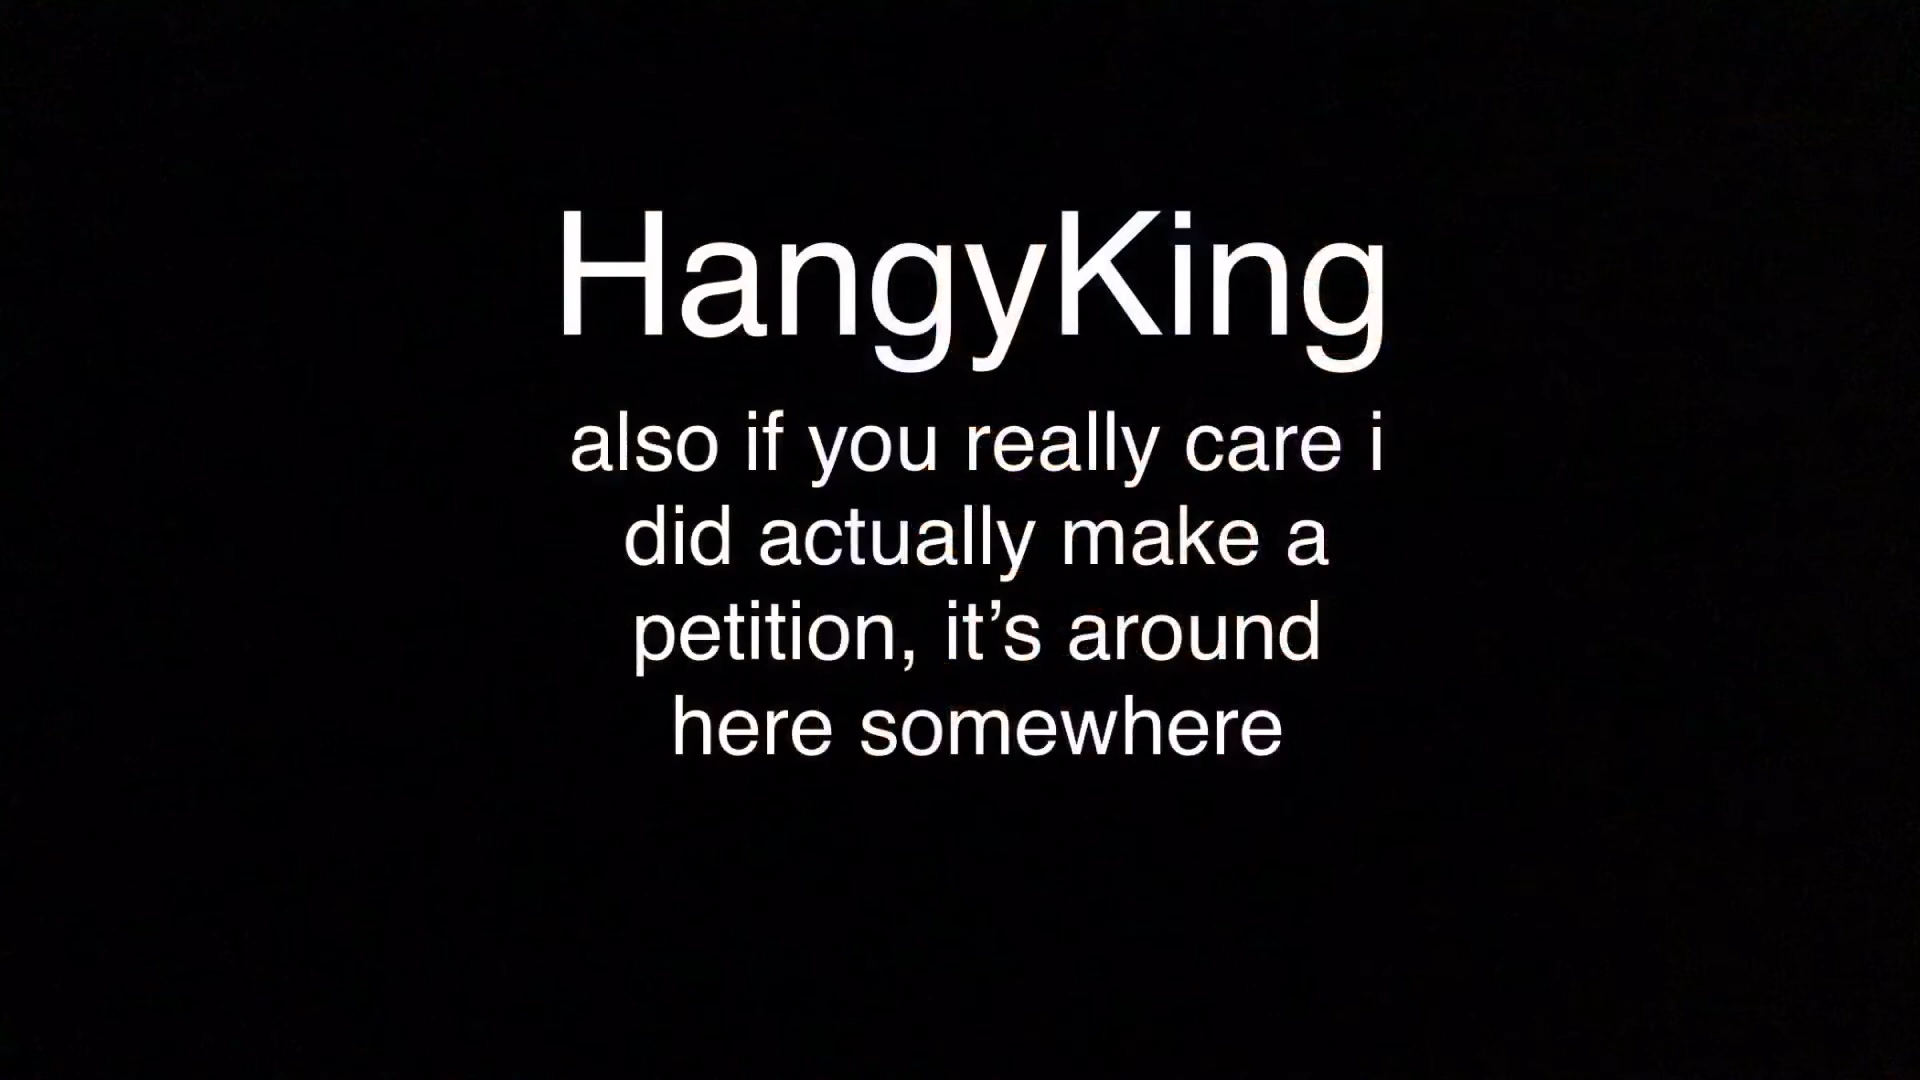 HangyKing
also if you really care i
did actually make a
petition, it’s around
here somewhere